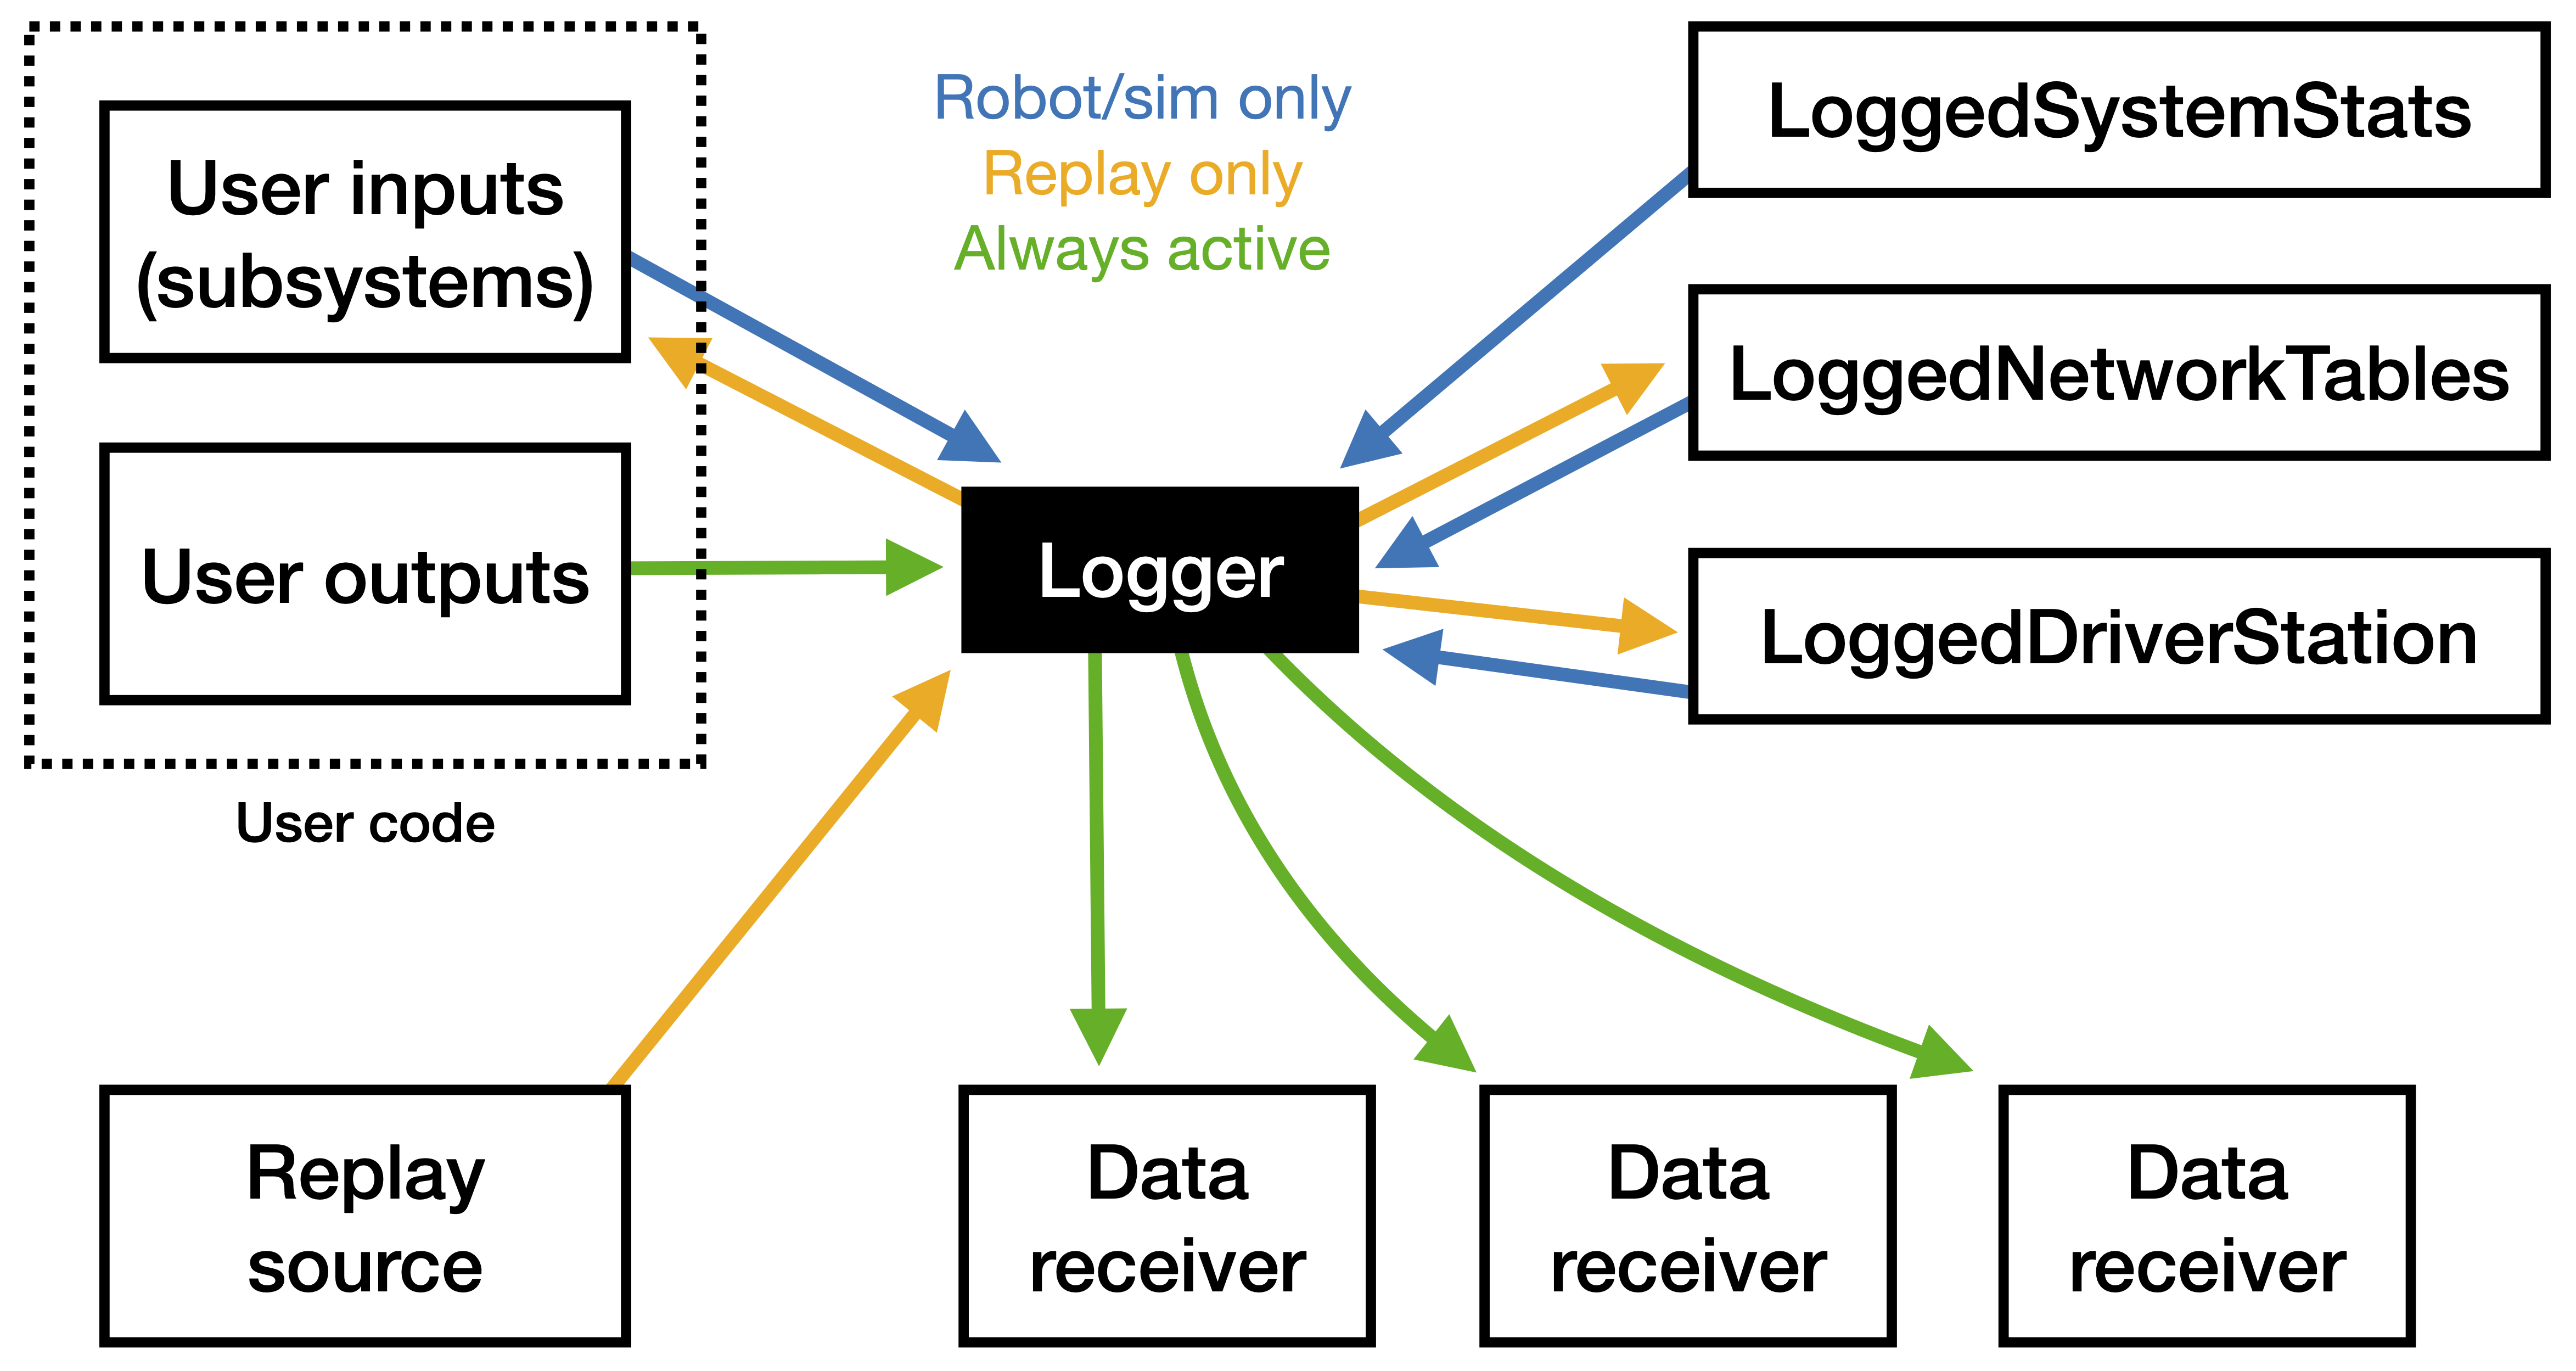 User inputs
(subsystems)
User outputs
User code
Robot/sim only
Replay only
Always active
LoggedSystemStats
LoggedNetworkTables
LoggedDriverStation
Logger
Replay
source
Data
receiver
Data
receiver
Data
receiver